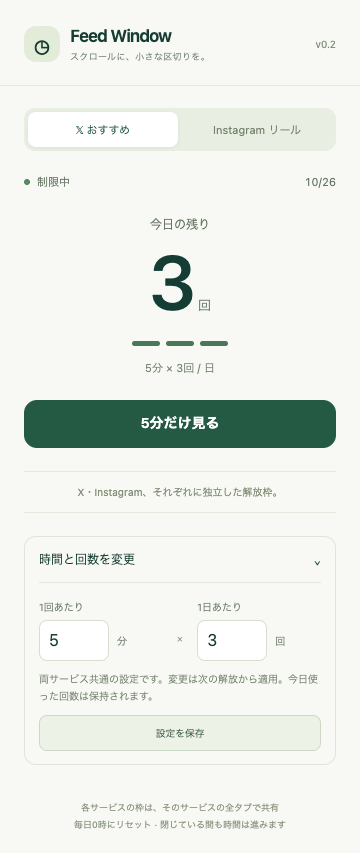 Feed Window
スクロールに、小さな区切りを。
v0.2
𝕏 おすすめ
Instagram リール
制限中
10/26
今日の残り
3回
5分 × 3回 / 日
5分だけ見る
X・Instagram、それぞれに独立した解放枠。
時間と回数を変更
1回あたり
1日あたり
5 分 × 3 回
両サービス共通の設定です。変更は次の解放から適用。今日使
った回数は保持されます。
設定を保存
各サービスの枠は、そのサービスの全タブで共有
毎日0時にリセット · 閉じている間も時間は進みます